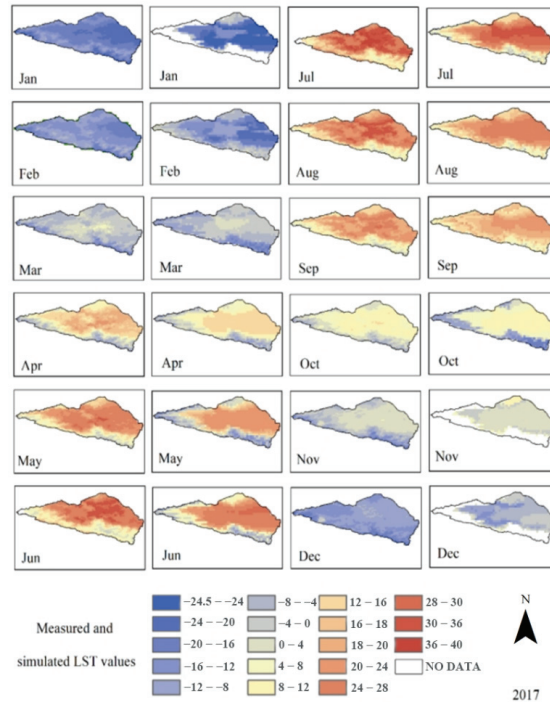 Jan Jan Jul Jul
Feb Feb Aug Aug
Mar Mar Sep Sep
Apr Apr Oct Oct
May May Nov Nov
Jun Jun Dec Dec
Measured and
simulated LST values
−24.5 – −24
−24 – −20
−20 – −16
−16 – −12
−12 – −8
−8 – −4
−4 – 0
0 – 4
4 – 8
8 – 12
12 – 16
16 – 18
18 – 20
20 – 24
24 – 28
28 – 30
30 – 36
36 – 40
NO DATA
N
2017